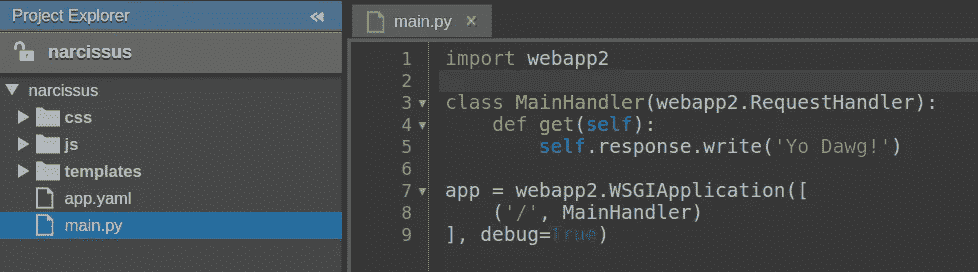 Project Explorer
narcissus
narcissus
css
js
templates
app.yaml
main.py
main.py ×
1 import webapp2
2
3 class MainHandler(webapp2.RequestHandler):
4     def get(self):
5         self.response.write('Yo Dawg!')
6
7 app = webapp2.WSGIApplication([
8     ('/', MainHandler)
9 ], debug=True)